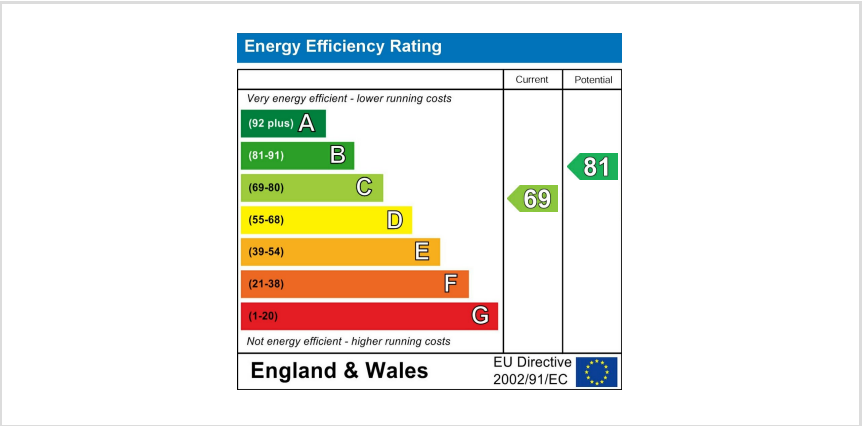 Energy Efficiency Rating
Current Potential
Very energy efficient - lower running costs
(92 plus) A
(81-91) B
(69-80) C
(55-68) D
(39-54) E
(21-38) F
(1-20) G
69
81
Not energy efficient - higher running costs
England & Wales
EU Directive
2002/91/EC